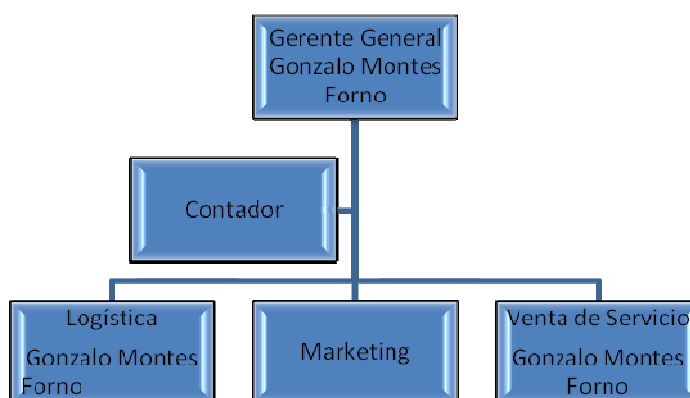 Gerente General
Gonzalo Montes
Forno
Contador
Logística
Gonzalo Montes
Forno
Marketing
Venta de Servicio
Gonzalo Montes
Forno